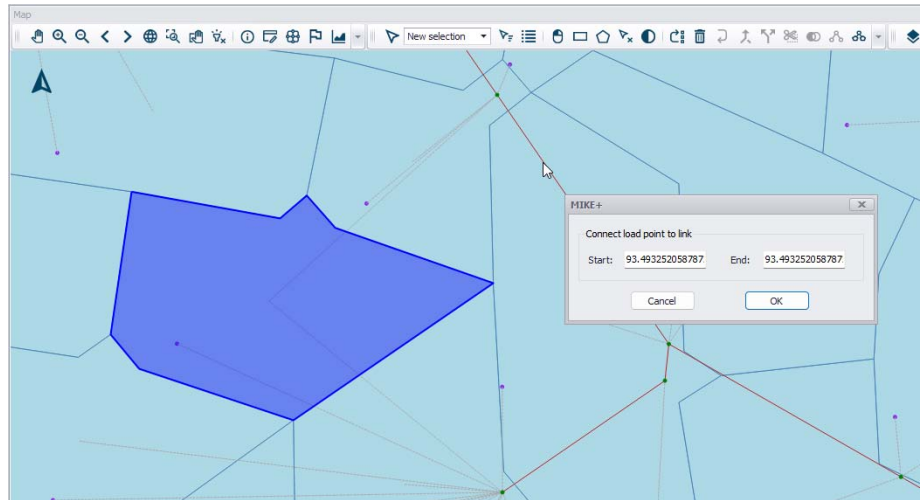 Map
New selection
MIKE+
Connect load point to link
Start: 93.493252058787 End: 93.493252058787
Cancel OK